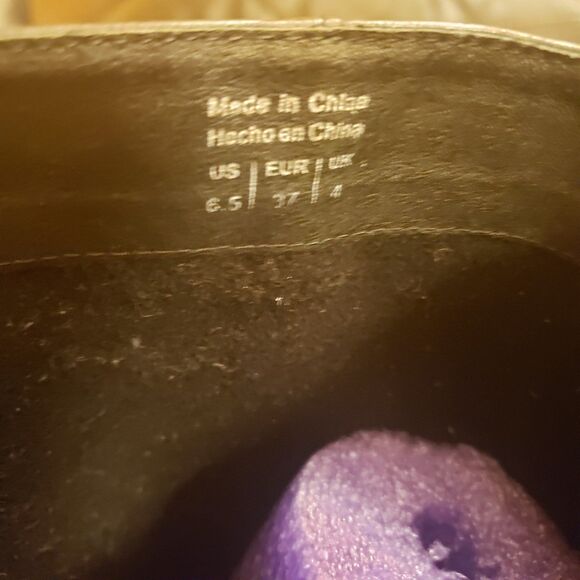 Made in China
Hecho en China
US | EUR | UK
6.5 | 37 | 4